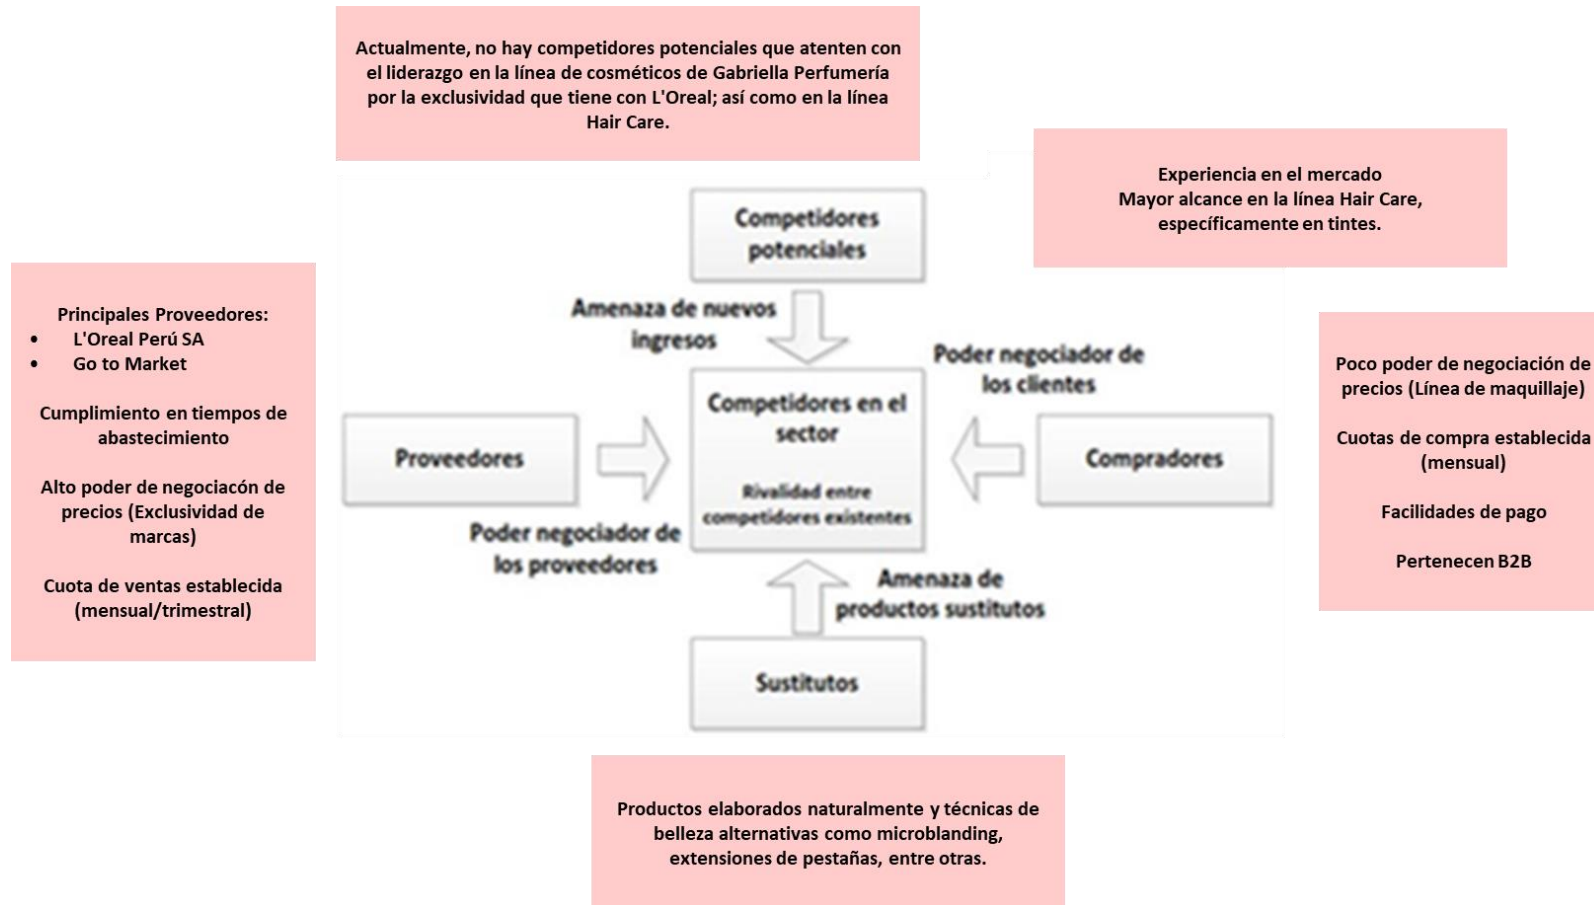 Actualmente, no hay competidores potenciales que atenten con
el liderazgo en la línea de cosméticos de Gabriella Perfumería
por la exclusividad que tiene con L'Oreal; así como en la línea
Hair Care.
Experiencia en el mercado
Mayor alcance en la línea Hair Care,
específicamente en tintes.
Competidores
potenciales
Amenaza de nuevos
ingresos
Principales Proveedores:
• L'Oreal Perú SA
• Go to Market
Cumplimiento en tiempos de
abastecimiento
Alto poder de negociacón de
precios (Exclusividad de
marcas)
Cuota de ventas establecida
(mensual/trimestral)
Proveedores
Poder negociador de
los proveedores
Competidores en el
sector
Rivalidad entre
competidores existentes
Poder negociador de
los clientes
Compradores
Poco poder de negociación de
precios (Línea de maquillaje)
Cuotas de compra establecida
(mensual)
Facilidades de pago
Pertenecen B2B
Amenaza de
productos sustitutos
Sustitutos
Productos elaborados naturalmente y técnicas de
belleza alternativas como microblanding,
extensiones de pestañas, entre otras.